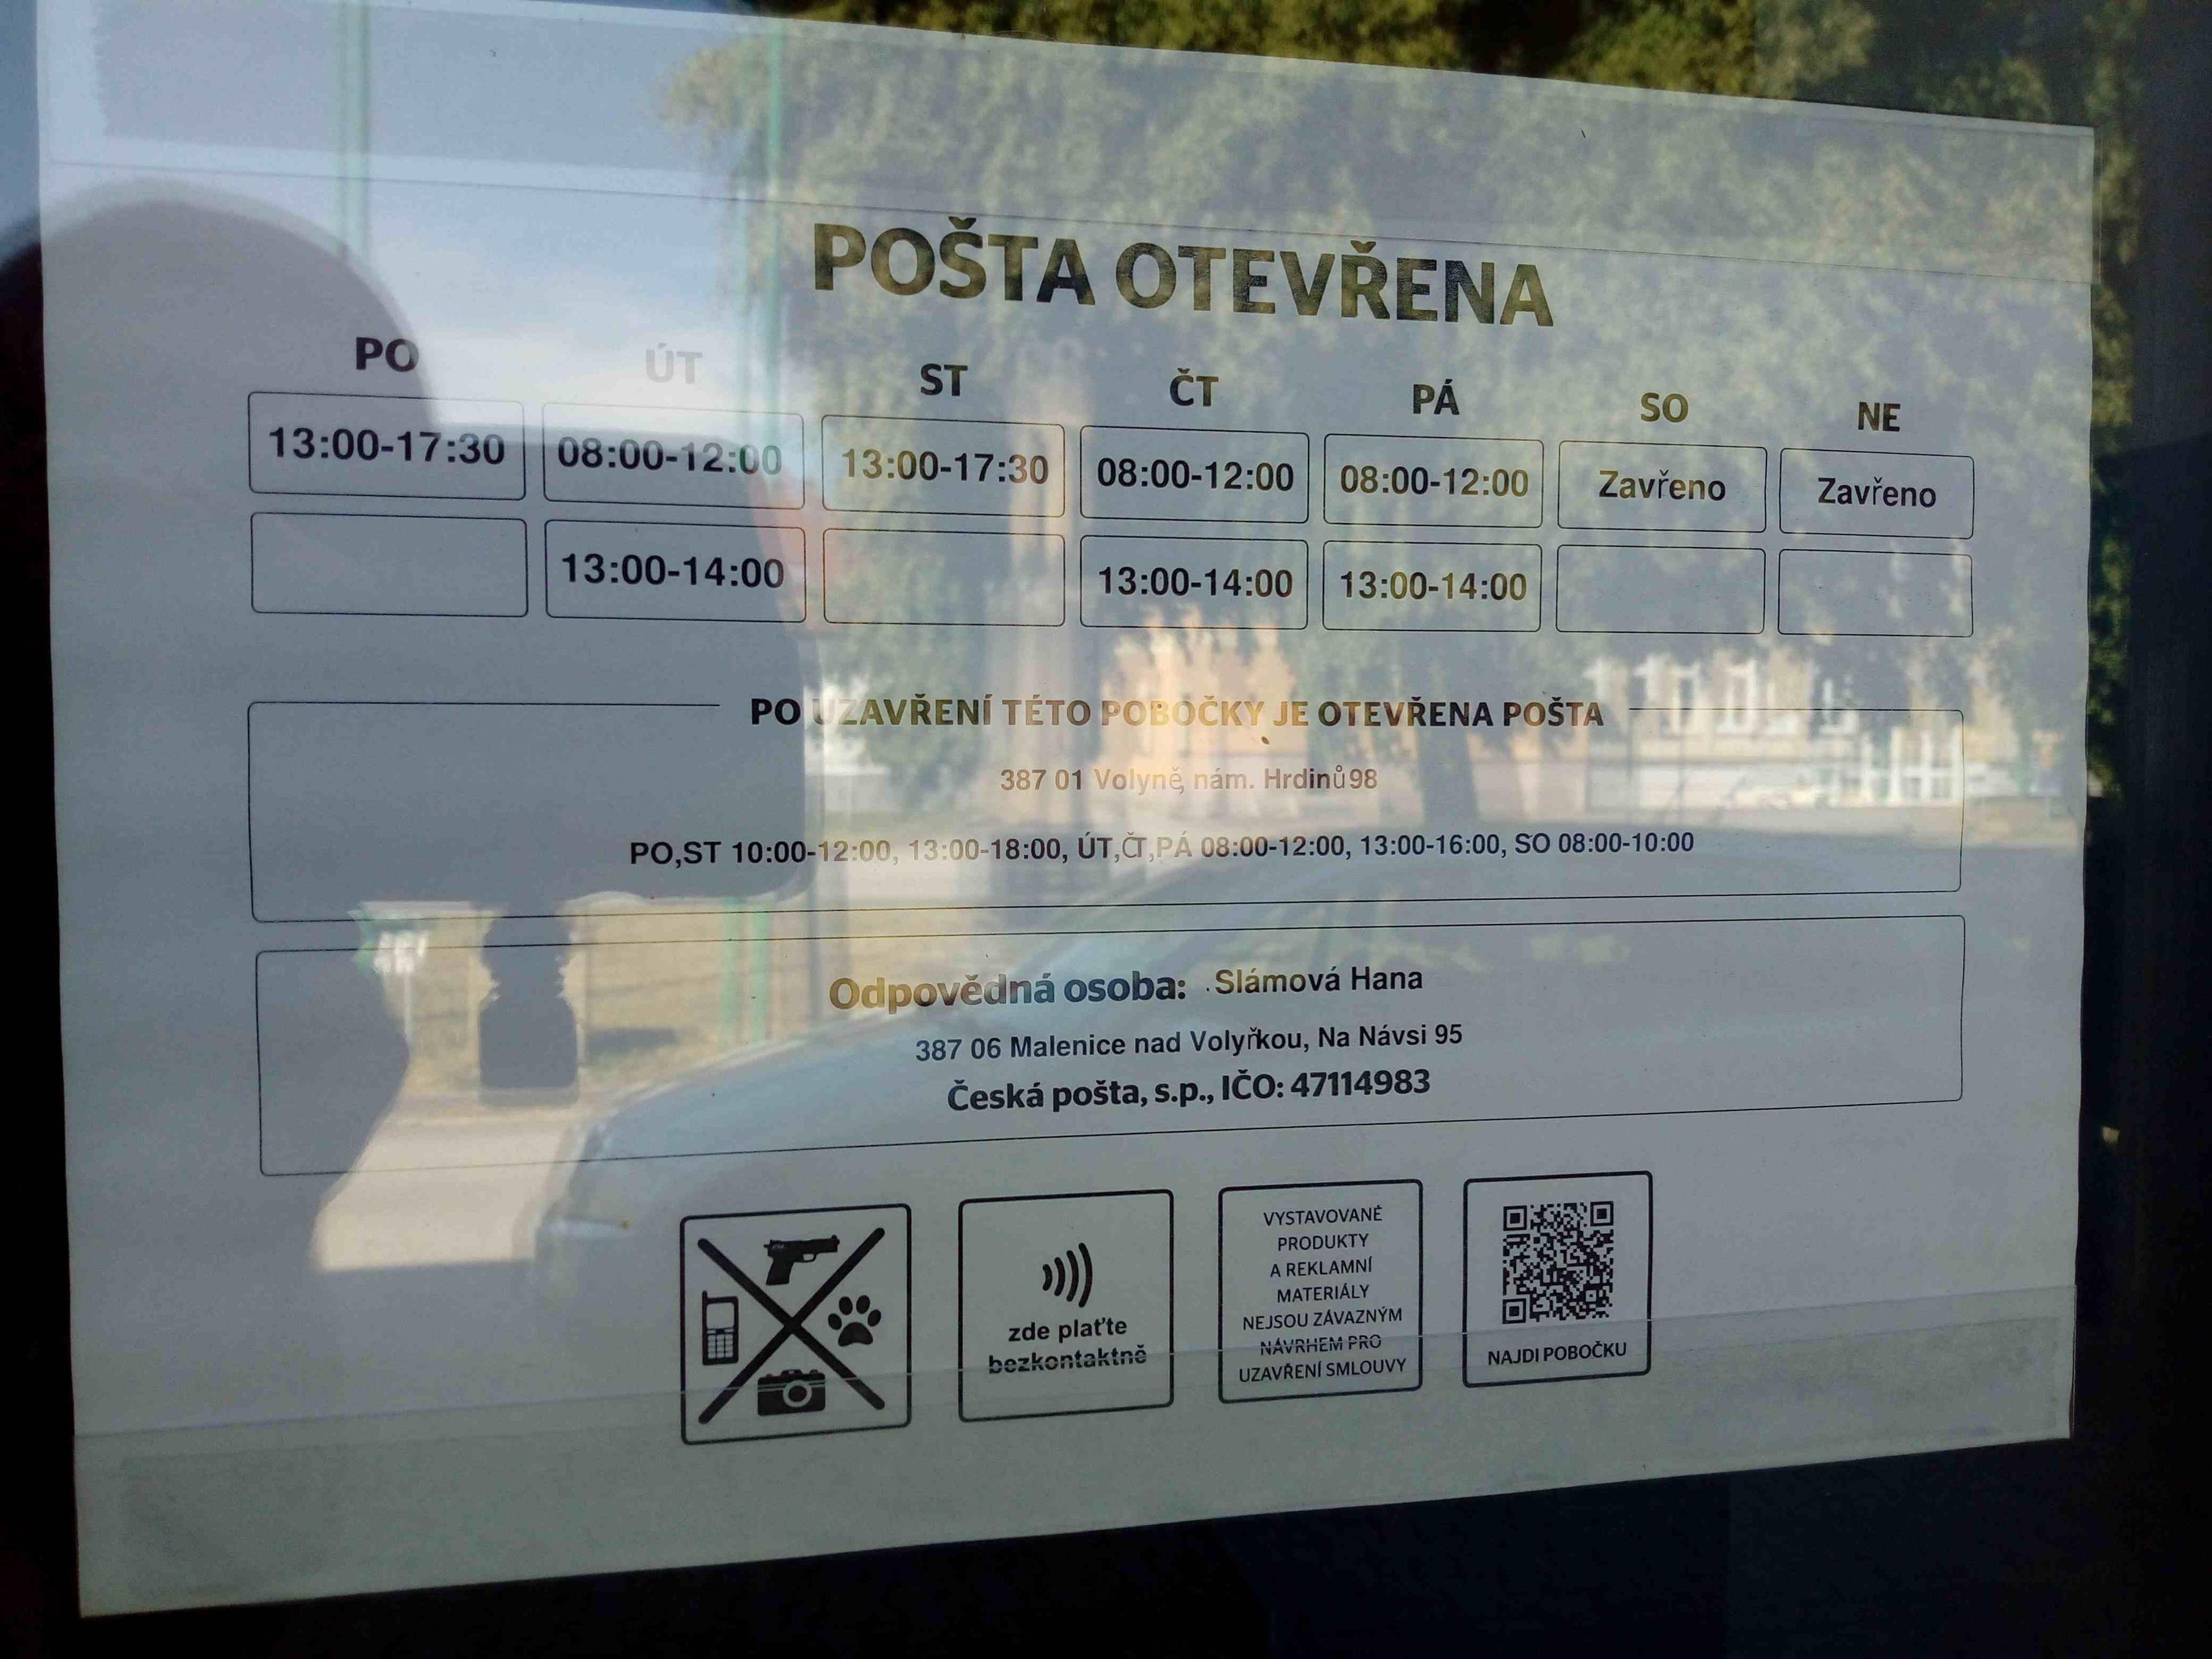 POŠTA OTEVŘENA
PO ÚT ST ČT PÁ SO NE
13:00-17:30 08:00-12:00 13:00-17:30 08:00-12:00 08:00-12:00 Zavřeno Zavřeno
13:00-14:00 13:00-14:00 13:00-14:00
PO UZAVŘENÍ TÉTO POBOČKY JE OTEVŘENA POŠTA
387 01 Volyně, nám. Hrdinů 98
PO,ST 10:00-12:00, 13:00-18:00, ÚT,ČT,PÁ 08:00-12:00, 13:00-16:00, SO 08:00-10:00
Odpovědná osoba: Slámová Hana
387 06 Malenice nad Volyňkou, Na Návsi 95
Česká pošta, s.p., IČO: 47114983
zde plaťte
bezkontaktně
VYSTAVOVANÉ
PRODUKTY
A REKLAMNÍ
MATERIÁLY
NEJSOU ZÁVAZNÝM
NÁVRHEM PRO
UZAVŘENÍ SMLOUVY
NAJDI POBOČKU